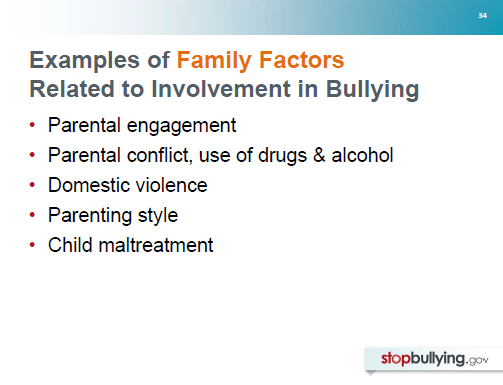 34
Examples of Family Factors
Related to Involvement in Bullying
• Parental engagement
• Parental conflict, use of drugs & alcohol
• Domestic violence
• Parenting style
• Child maltreatment
stopbullying.gov